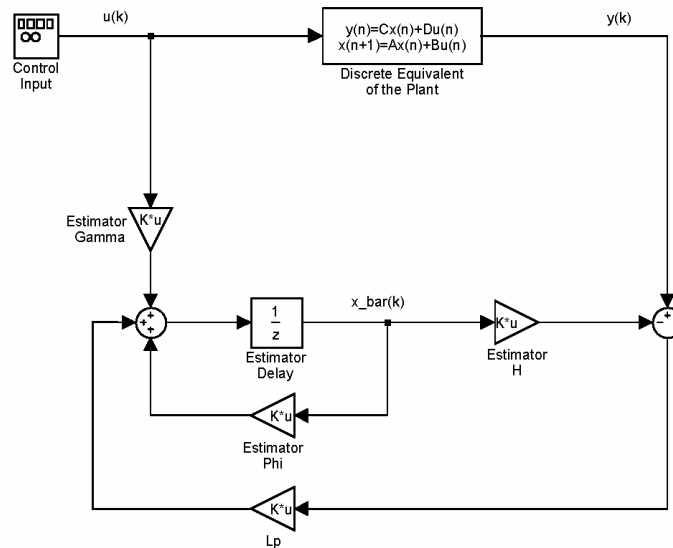 u(k)
y(k)
y(n)=Cx(n)+Du(n)
x(n+1)=Ax(n)+Bu(n)
Control
Input
Discrete Equivalent
of the Plant
Estimator
Gamma
K*u
x_bar(k)
+
+
+
1
z
K*u
+
−
Estimator
Delay
Estimator
H
K*u
Estimator
Phi
K*u
Lp